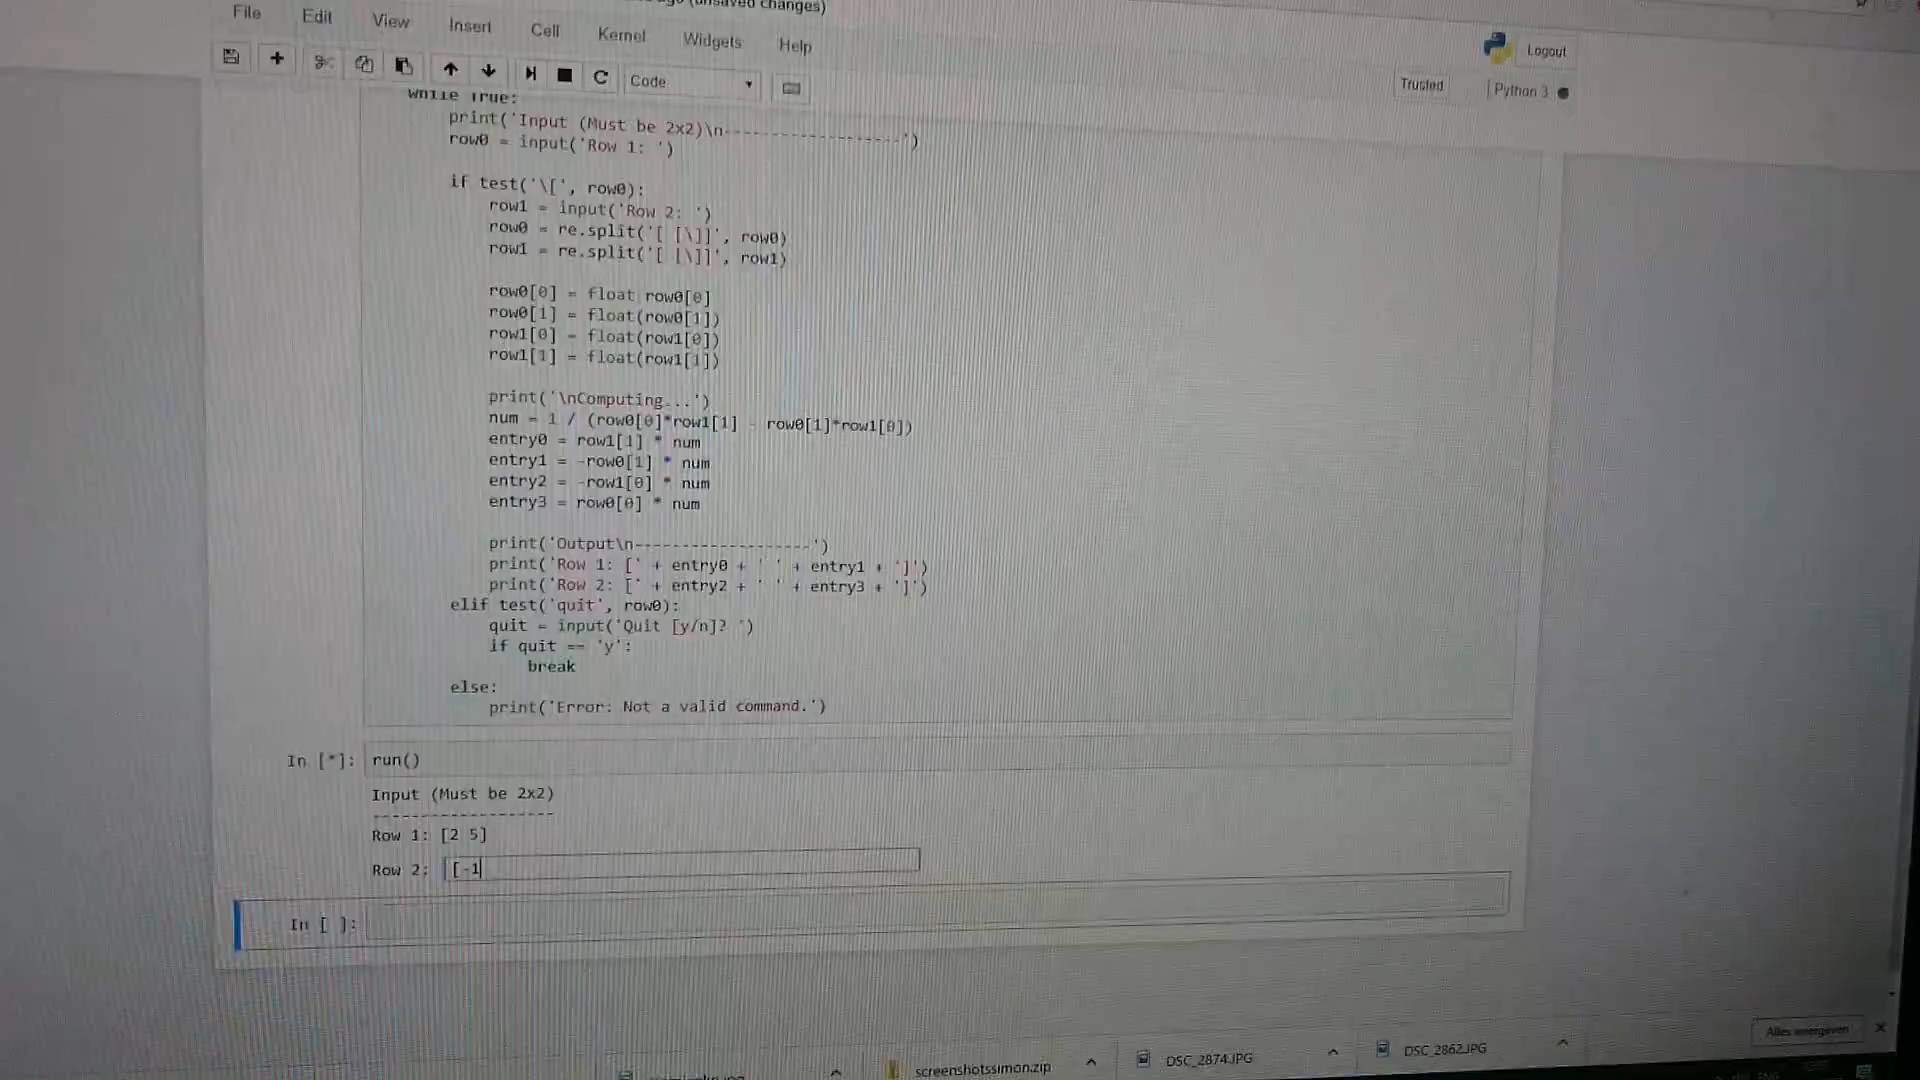 (unsaved changes)
File Edit View Insert Cell Kernel Widgets Help
Logout
Code
Trusted
Python 3
while True:
print('Input (Must be 2x2)\n-------------------')
row0 = input('Row 1: ')
if test('\[', row0):
row1 = input('Row 2: ')
row0 = re.split('[ [\]]', row0)
row1 = re.split('[ [\]]', row1)
row0[0] = float row0[0]
row0[1] = float(row0[1])
row1[0] = float(row1[0])
row1[1] = float(row1[1])
print('\nComputing...')
num = 1 / (row0[0]*row1[1] - row0[1]*row1[0])
entry0 = row1[1] * num
entry1 = -row0[1] * num
entry2 = -row1[0] * num
entry3 = row0[0] * num
print('Output\n-------------------')
print('Row 1: [' + entry0 + ' ' + entry1 + ']')
print('Row 2: [' + entry2 + ' ' + entry3 + ']')
elif test('quit', row0):
quit = input('Quit [y/n]? ')
if quit == 'y':
break
else:
print('Error: Not a valid command.')
In [*]: run()
Input (Must be 2x2)
-------------------
Row 1: [2 5]
Row 2: [-1
In [ ]:
Alles weergeven
screenshotssimon.zip
DSC_2874.JPG
DSC_2862.JPG